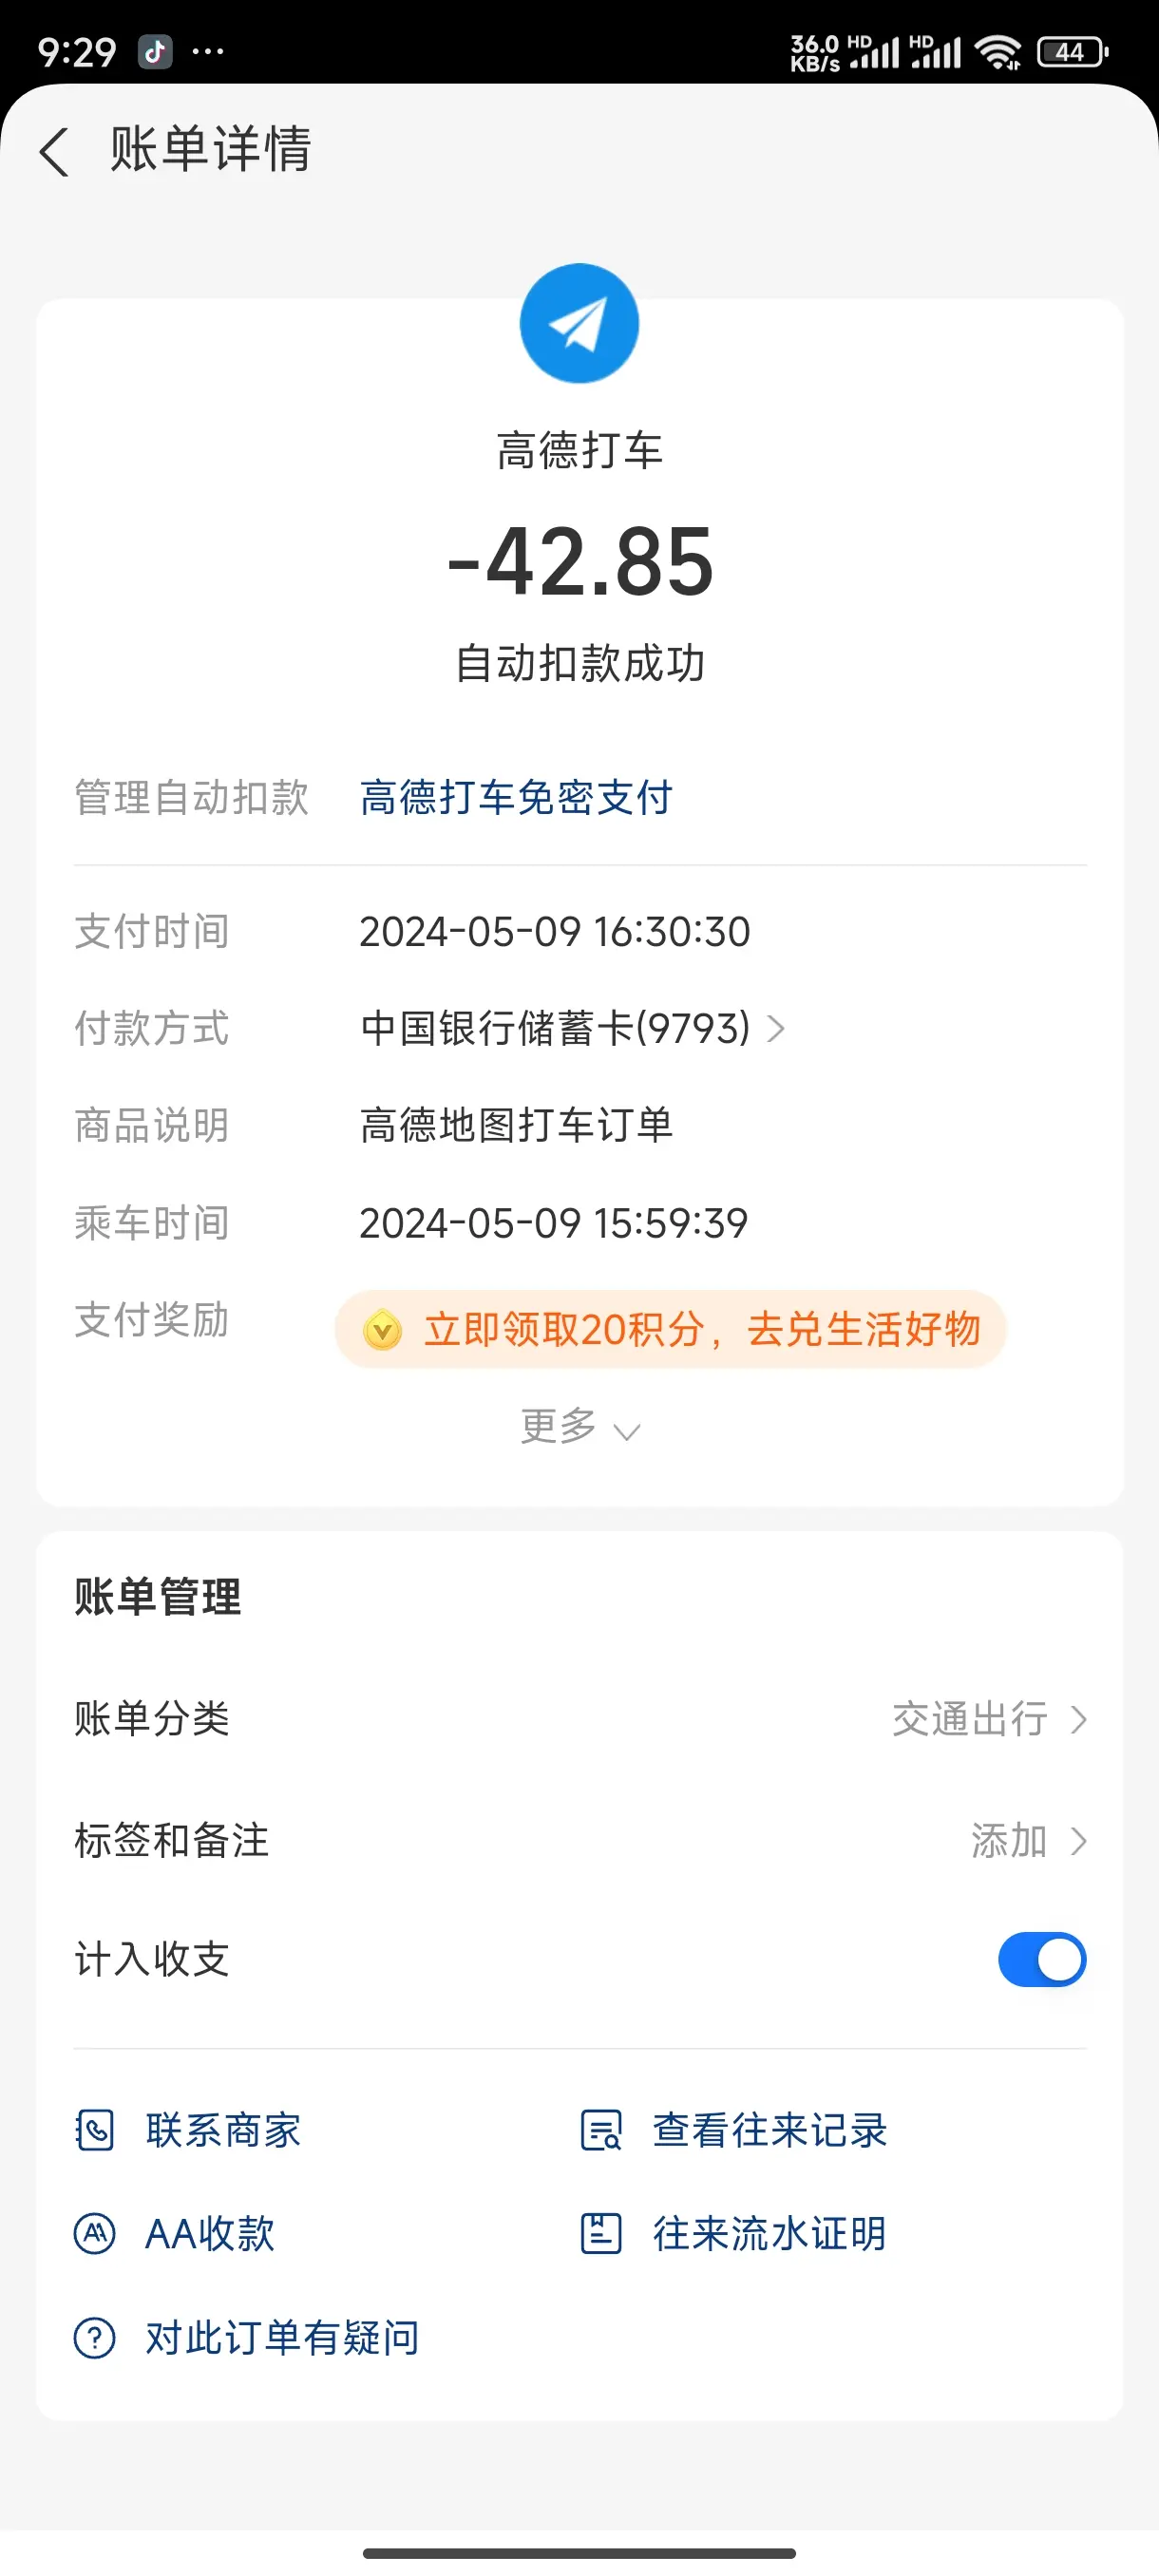 9:29 ... 36.0 KB/s HD HD 44
账单详情
高德打车
-42.85
自动扣款成功
管理自动扣款 高德打车免密支付
支付时间 2024-05-09 16:30:30
付款方式 中国银行储蓄卡(9793)
商品说明 高德地图打车订单
乘车时间 2024-05-09 15:59:39
支付奖励 立即领取20积分，去兑生活好物
更多
账单管理
账单分类 交通出行
标签和备注 添加
计入收支
联系商家 查看往来记录
AA收款 往来流水证明
对此订单有疑问